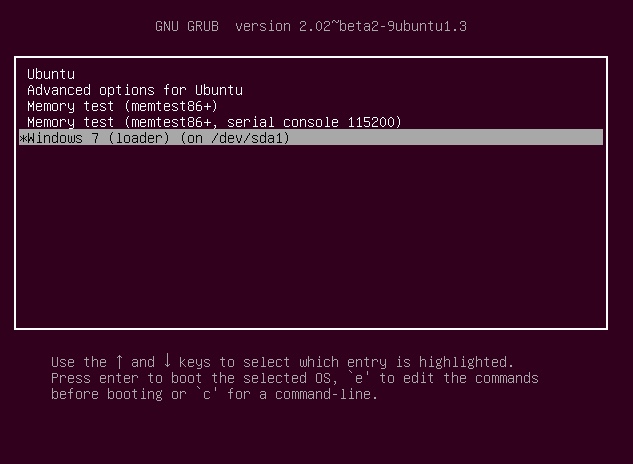 GNU GRUB  version 2.02~beta2-9ubuntu1.3
Ubuntu
Advanced options for Ubuntu
Memory test (memtest86+)
Memory test (memtest86+, serial console 115200)
*Windows 7 (loader) (on /dev/sda1)
Use the ↑ and ↓ keys to select which entry is highlighted.
Press enter to boot the selected OS, `e' to edit the commands
before booting or `c' for a command-line.